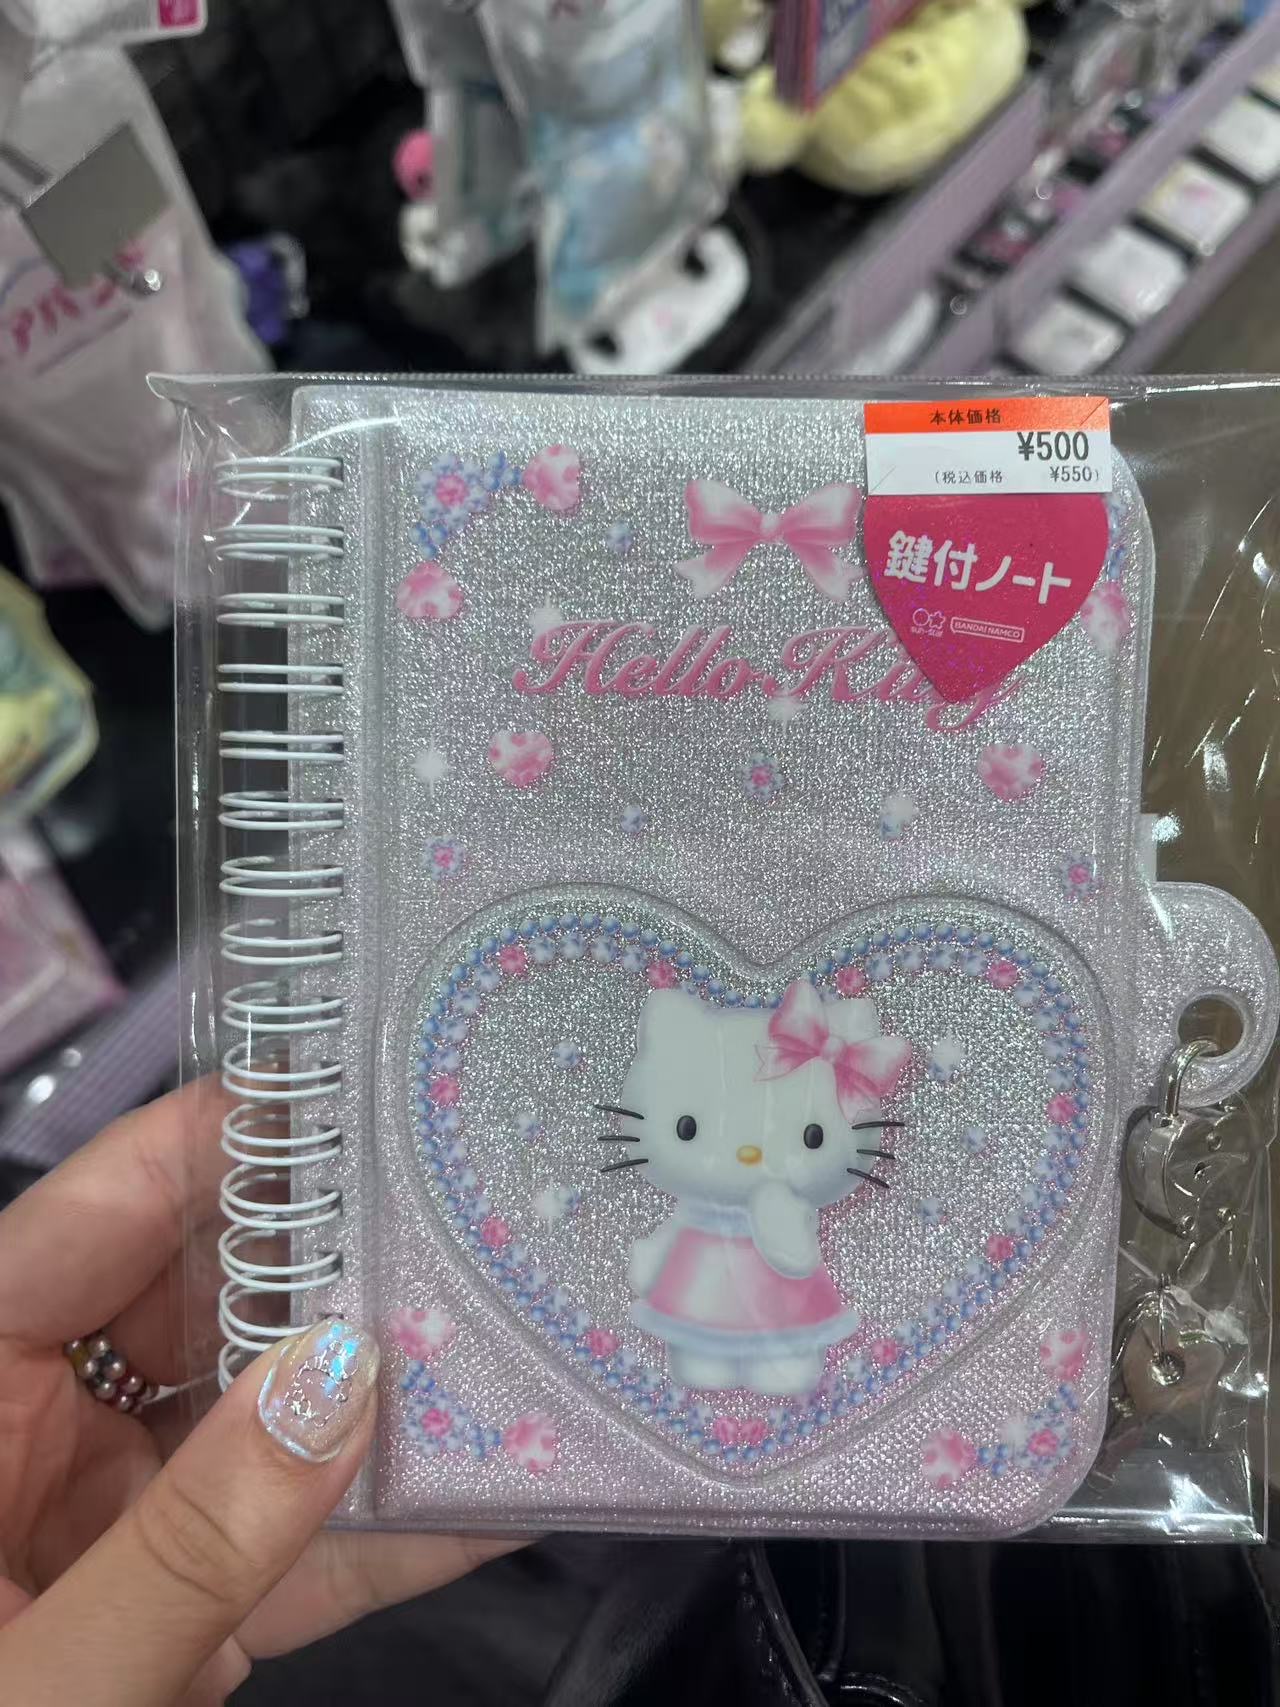 本体価格
¥500
(税込価格 ¥550)
鍵付ノート
sun-star BANDAI NAMCO
Hello Kitty